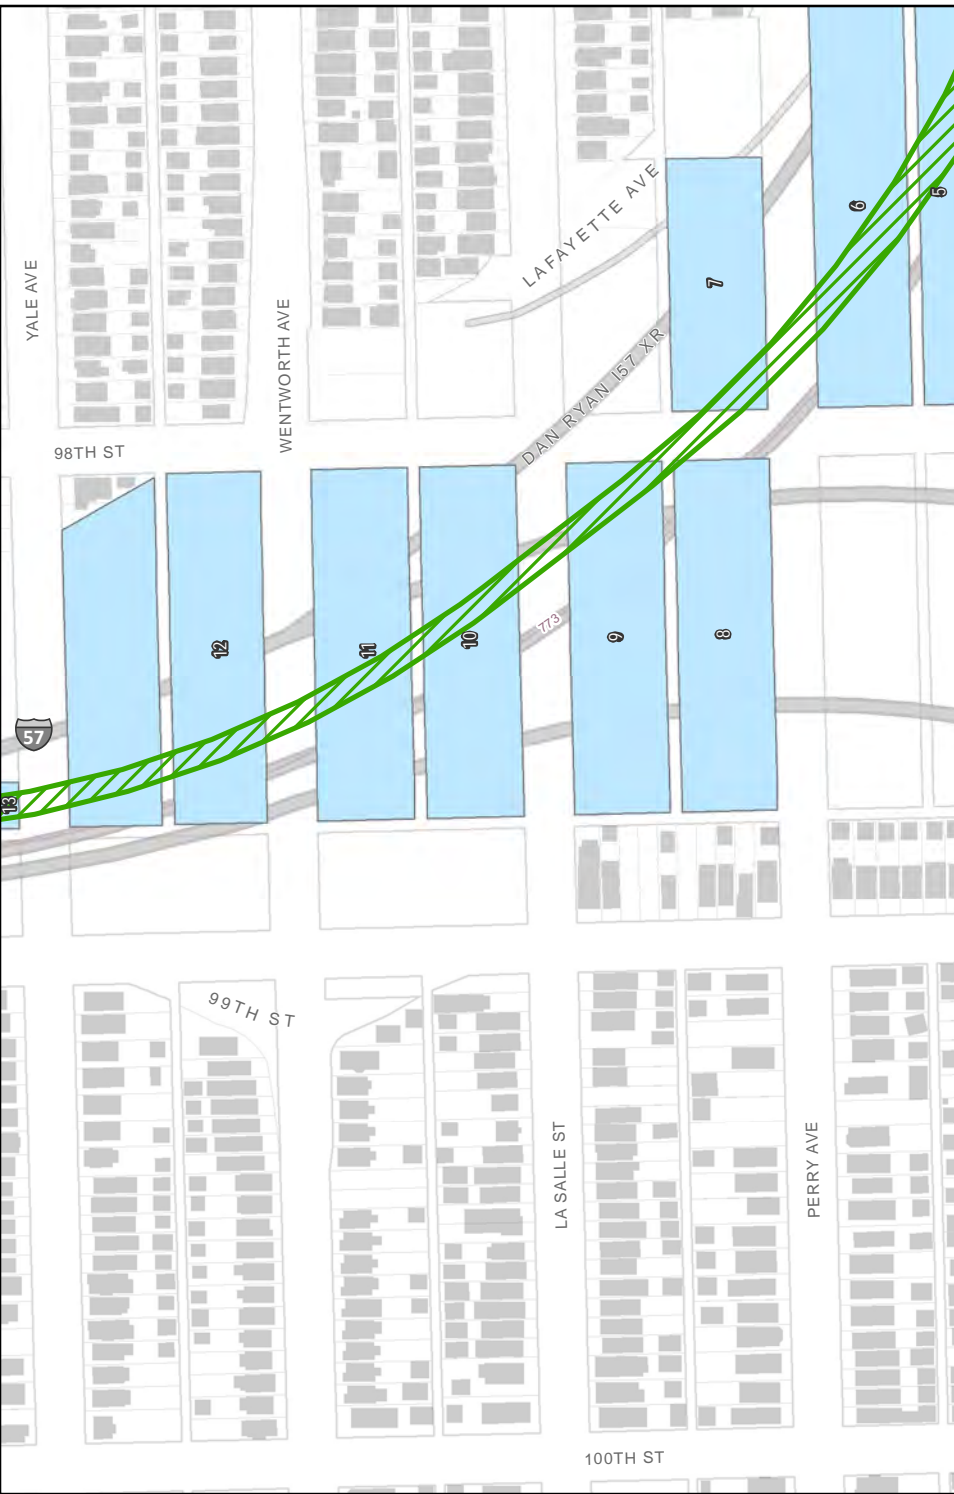 6
5
LAFAYETTE AVE
7
YALE AVE
WENTWORTH AVE
DAN RYAN I57 XR
98TH ST
773
12
11
10
9
8
57
13
99TH ST
LA SALLE ST
PERRY AVE
100TH ST